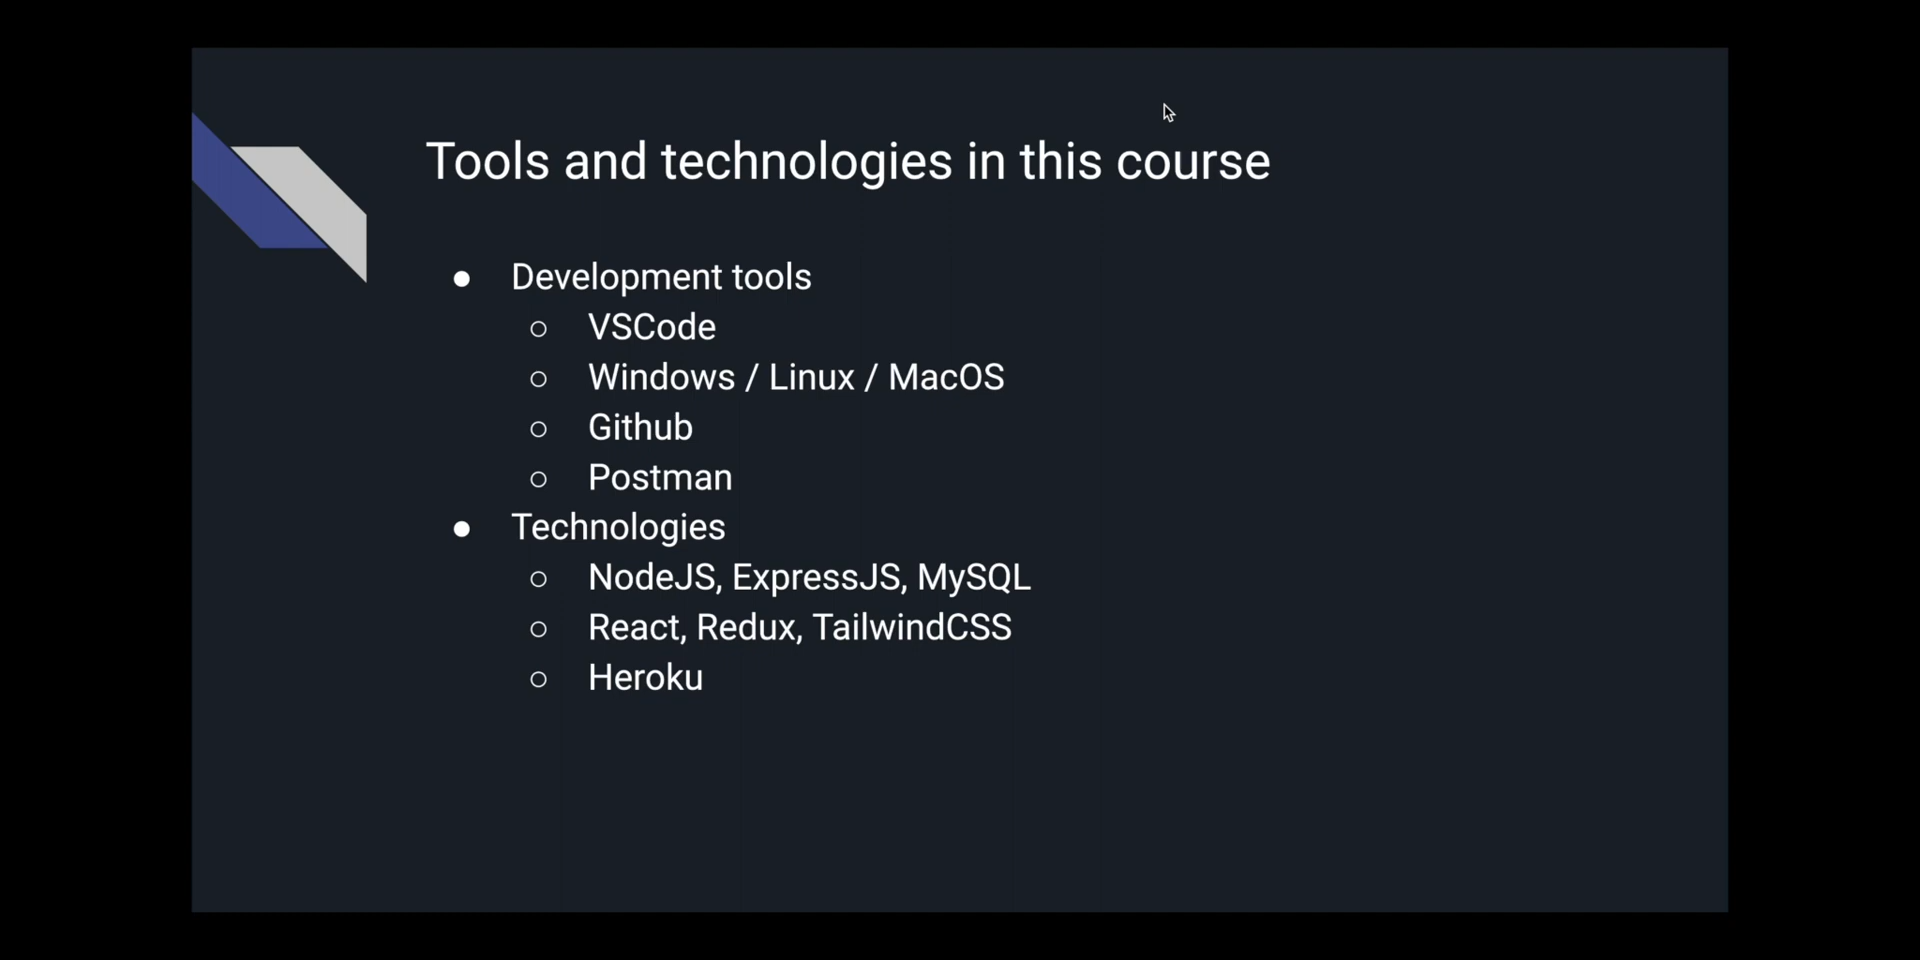 Tools and technologies in this course
● Development tools
○ VSCode
○ Windows / Linux / MacOS
○ Github
○ Postman
● Technologies
○ NodeJS, ExpressJS, MySQL
○ React, Redux, TailwindCSS
○ Heroku